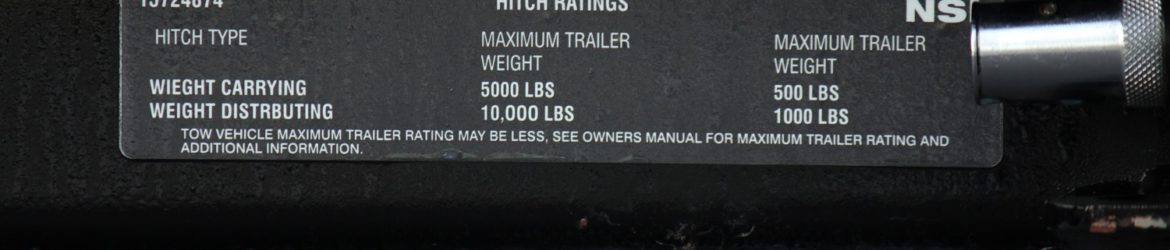 15724874 HITCH RATINGS NS
HITCH TYPE MAXIMUM TRAILER MAXIMUM TRAILER
WEIGHT WEIGHT
WIEGHT CARRYING 5000 LBS 500 LBS
WEIGHT DISTRBUTING 10,000 LBS 1000 LBS
TOW VEHICLE MAXIMUM TRAILER RATING MAY BE LESS, SEE OWNERS MANUAL FOR MAXIMUM TRAILER RATING AND
ADDITIONAL INFORMATION.